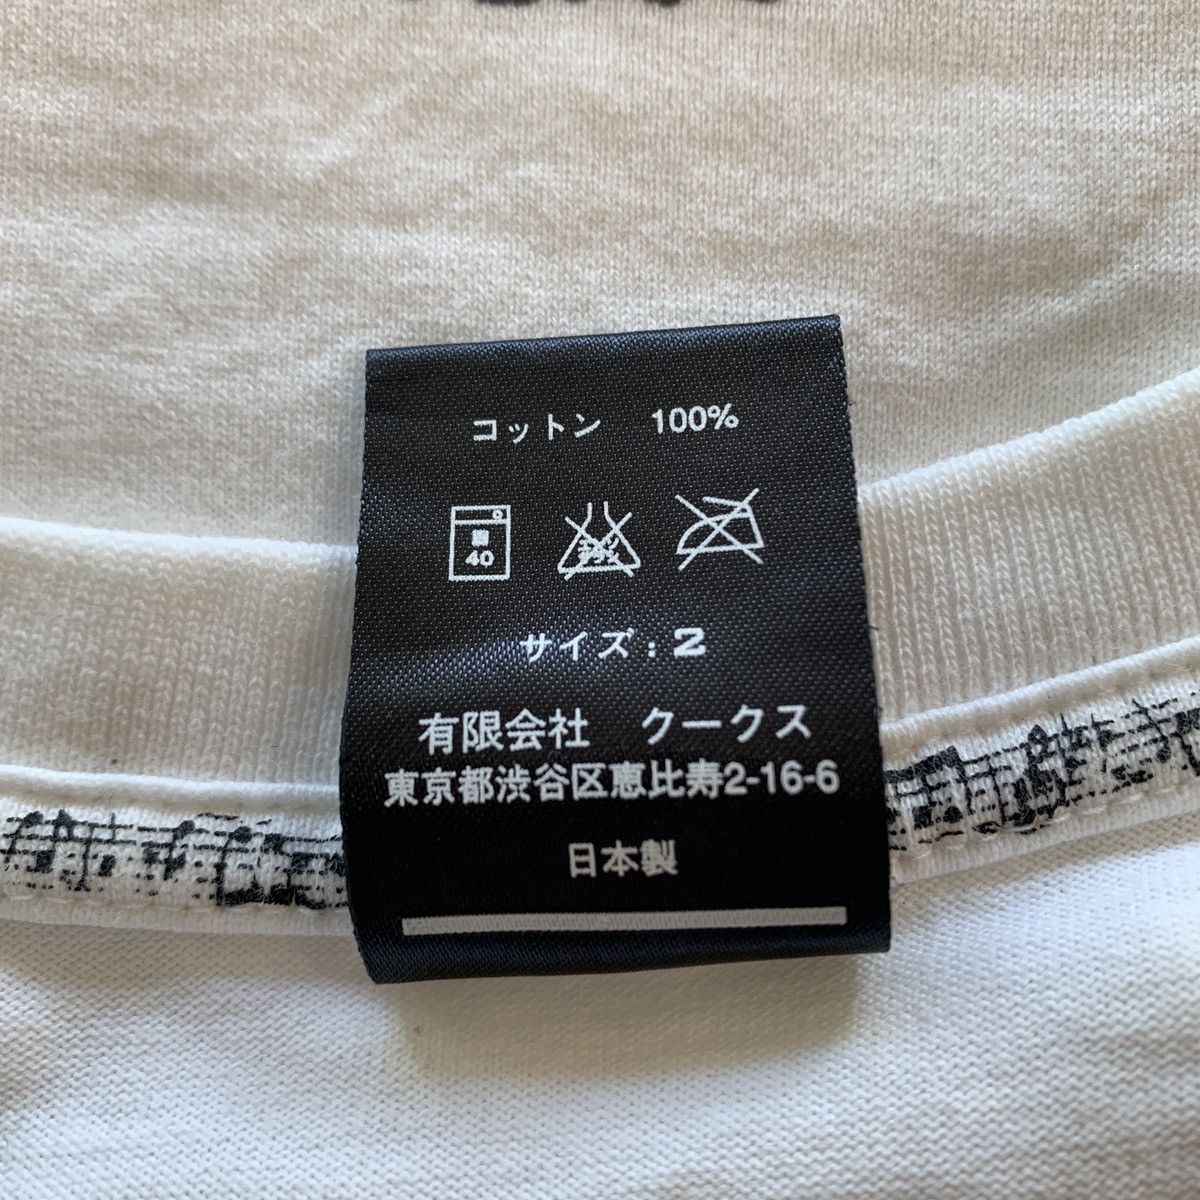 コットン 100%
40
サイズ : 2
有限会社 クークス
東京都渋谷区恵比寿2-16-6
日本製